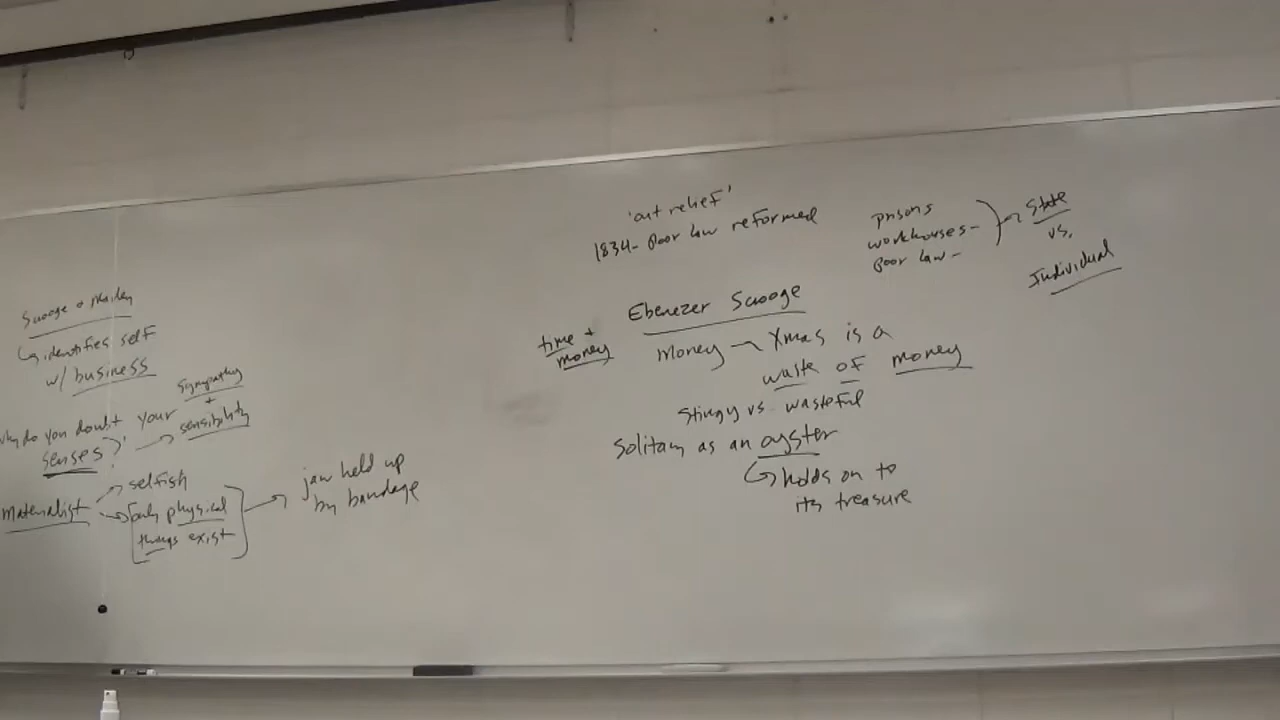 Scrooge + Marley
identifies self
w/ business
Why do you doubt your
senses?
sympathy
+
sensibility
Materialist
selfish
only physical
things exist
jaw held up
by bandage
'out relief'
1834- Poor law reformed
prisons
workhouses-
Poor law-
State
vs.
Individual
Ebenezer Scrooge
time +
money
Money
Xmas is a
waste of money
Stingy vs. wasteful
Solitary as an oyster
holds on to
its treasure